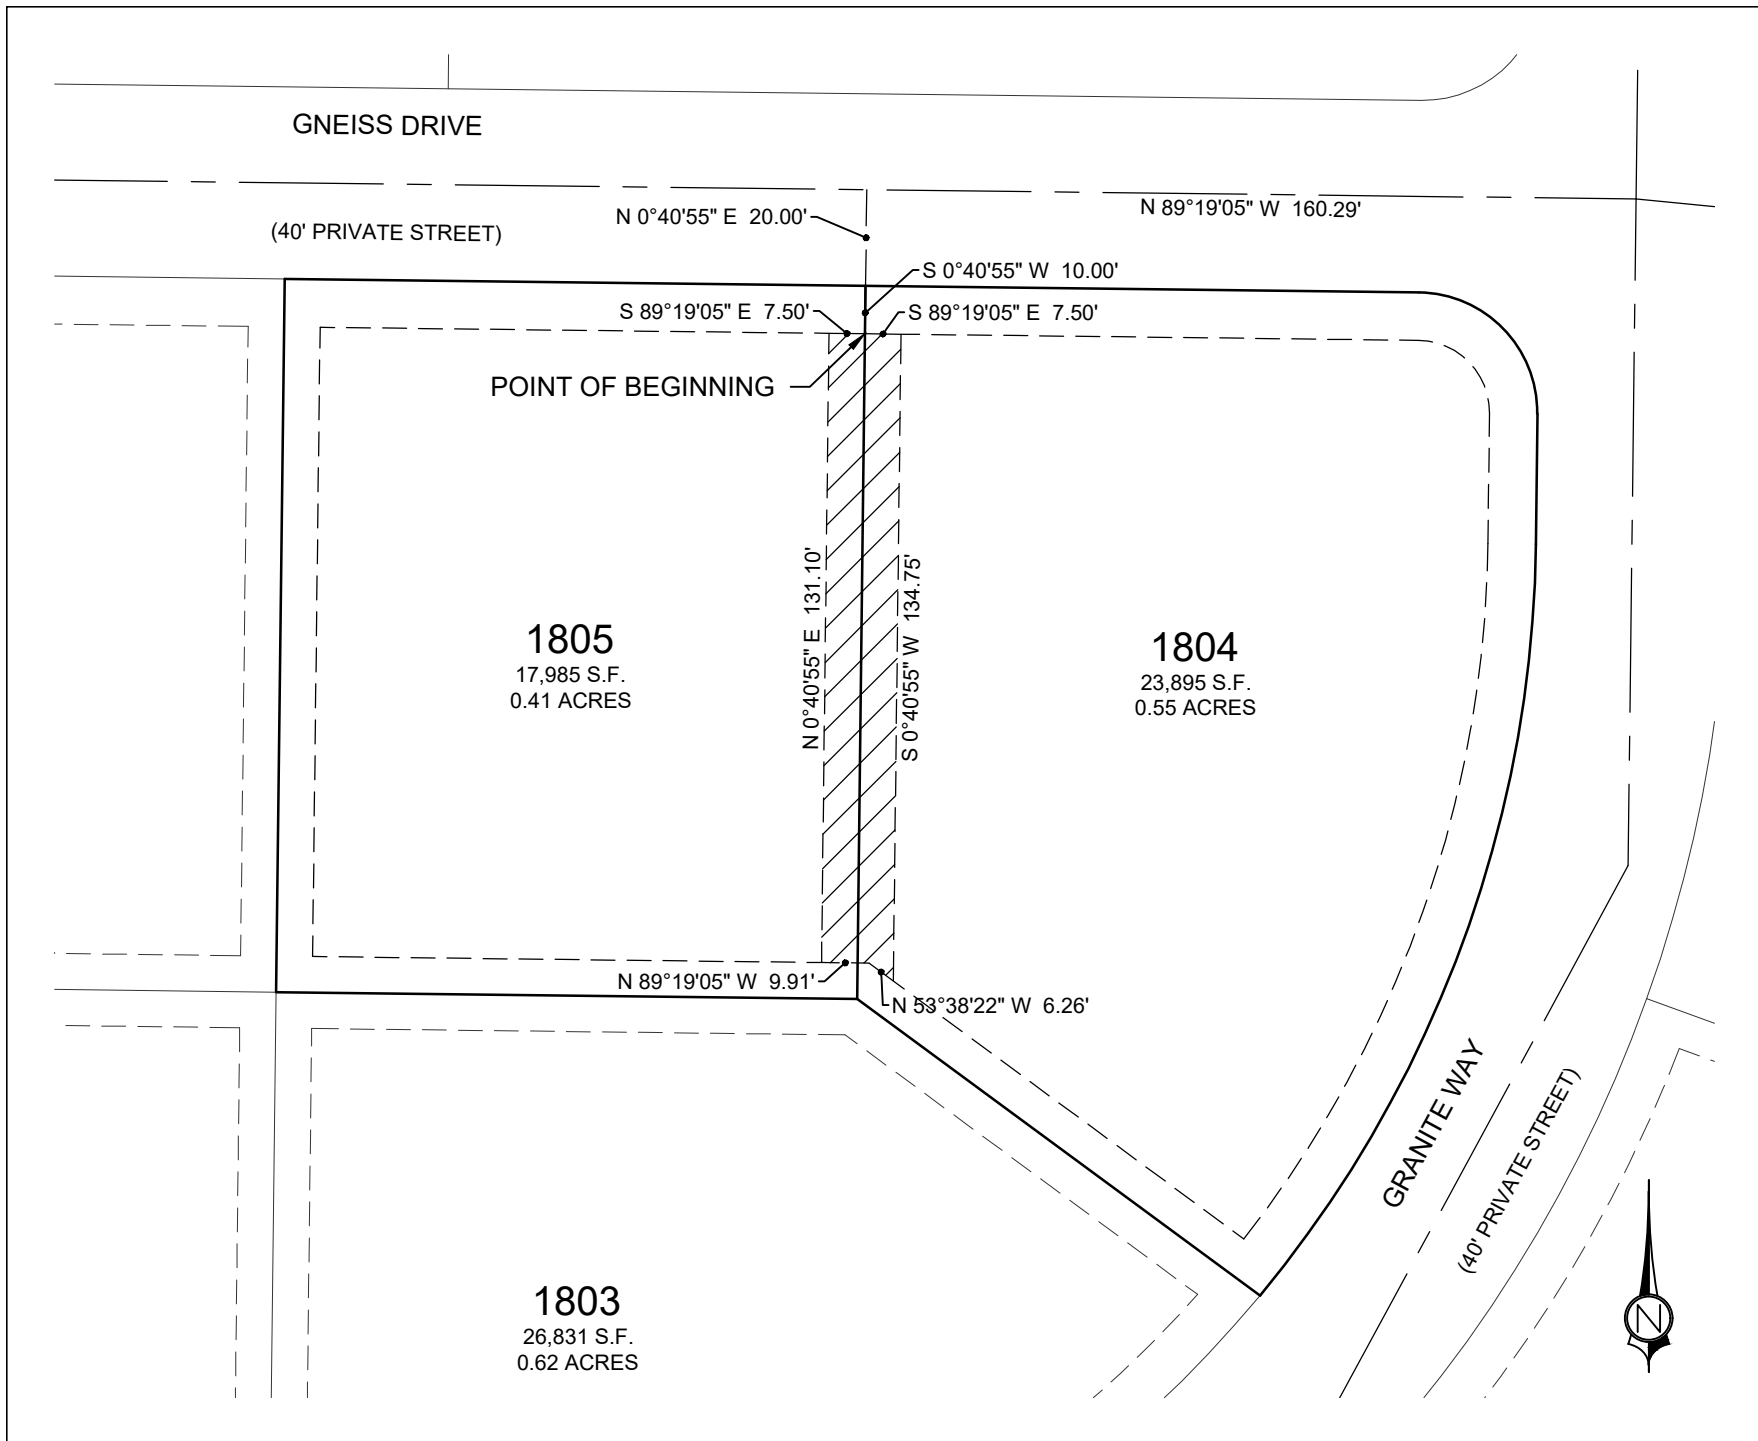 GNEISS DRIVE
N 0°40'55" E 20.00'
N 89°19'05" W 160.29'
(40' PRIVATE STREET)
S 0°40'55" W 10.00'
S 89°19'05" E 7.50'
S 89°19'05" E 7.50'
POINT OF BEGINNING
N 0°40'55" E 131.10'
S 0°40'55" W 134.75'
1805
17,985 S.F.
0.41 ACRES
1804
23,895 S.F.
0.55 ACRES
N 89°19'05" W 9.91'
N 53°38'22" W 6.26'
GRANITE WAY
(40' PRIVATE STREET)
1803
26,831 S.F.
0.62 ACRES
N